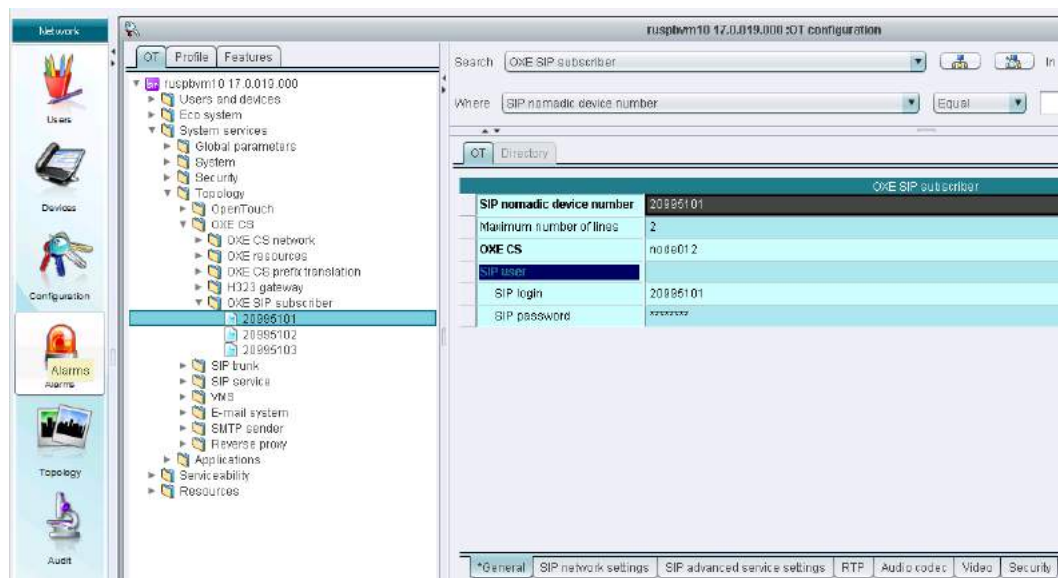 Network
Users
Devices
Configuration
Alarms
Alarms
Topology
Audit
ruspbvm10 17.0.019.000 :OT configuration
OT
Profile
Features
ruspbvm10 17.0.019.000
Users and devices
Eco system
System services
Global parameters
System
Security
Topology
OpenTouch
OXE CS
OXE CS network
OXE resources
OXE CS prefix translation
H323 gateway
OXE SIP subscriber
20995101
20995102
20995103
SIP trunk
SIP service
VMS
E-mail system
SMTP sender
Reverse proxy
Applications
Serviceability
Resources
Search OXE SIP subscriber In
Where SIP nomadic device number Equal
OT
Directory
OXE SIP subscriber
SIP nomadic device number 20995101
Maximum number of lines 2
OXE CS node012
SIP user
SIP login 20995101
SIP password ********
*General
SIP network settings
SIP advanced service settings
RTP
Audio codec
Video
Security